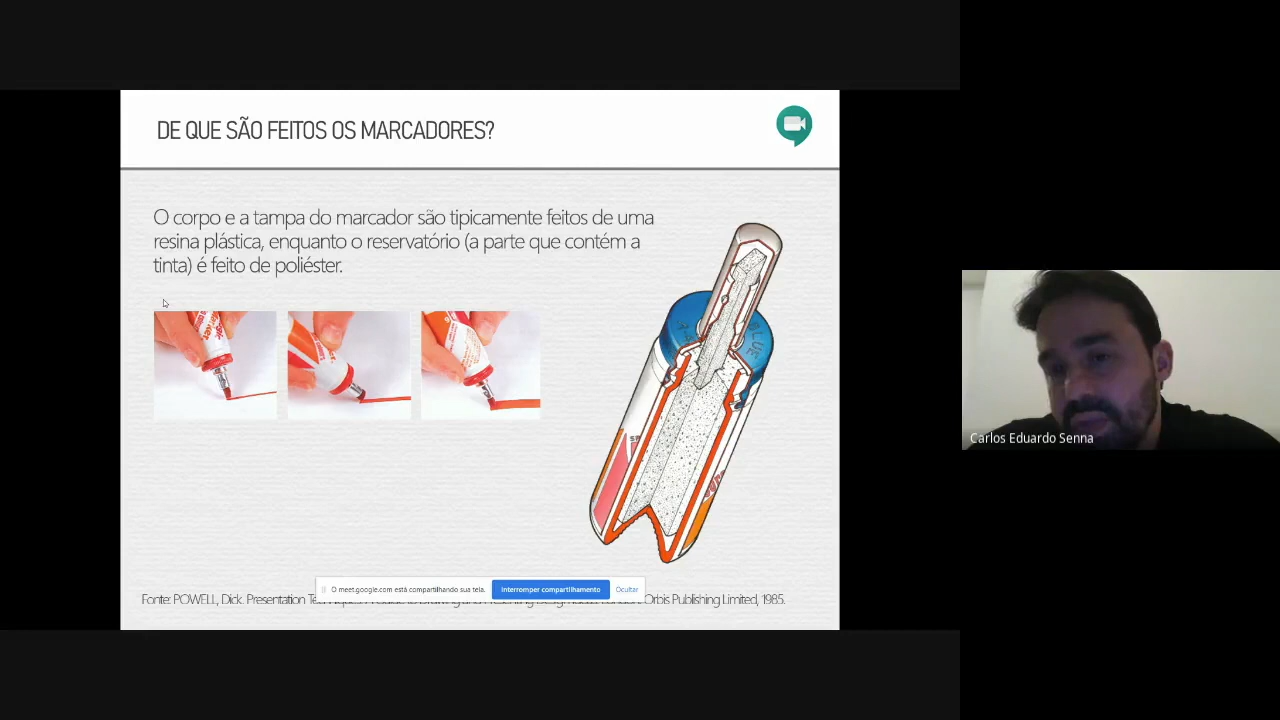 DE QUE SÃO FEITOS OS MARCADORES?
O corpo e a tampa do marcador são tipicamente feitos de uma
resina plástica, enquanto o reservatório (a parte que contém a
tinta) é feito de poliéster.
BLUE
Carlos Eduardo Senna
O meet.google.com está compartilhando sua tela.
Interromper compartilhamento
Ocultar
Fonte: POWELL, Dick. Presentation Orbis Publishing Limited, 1985.